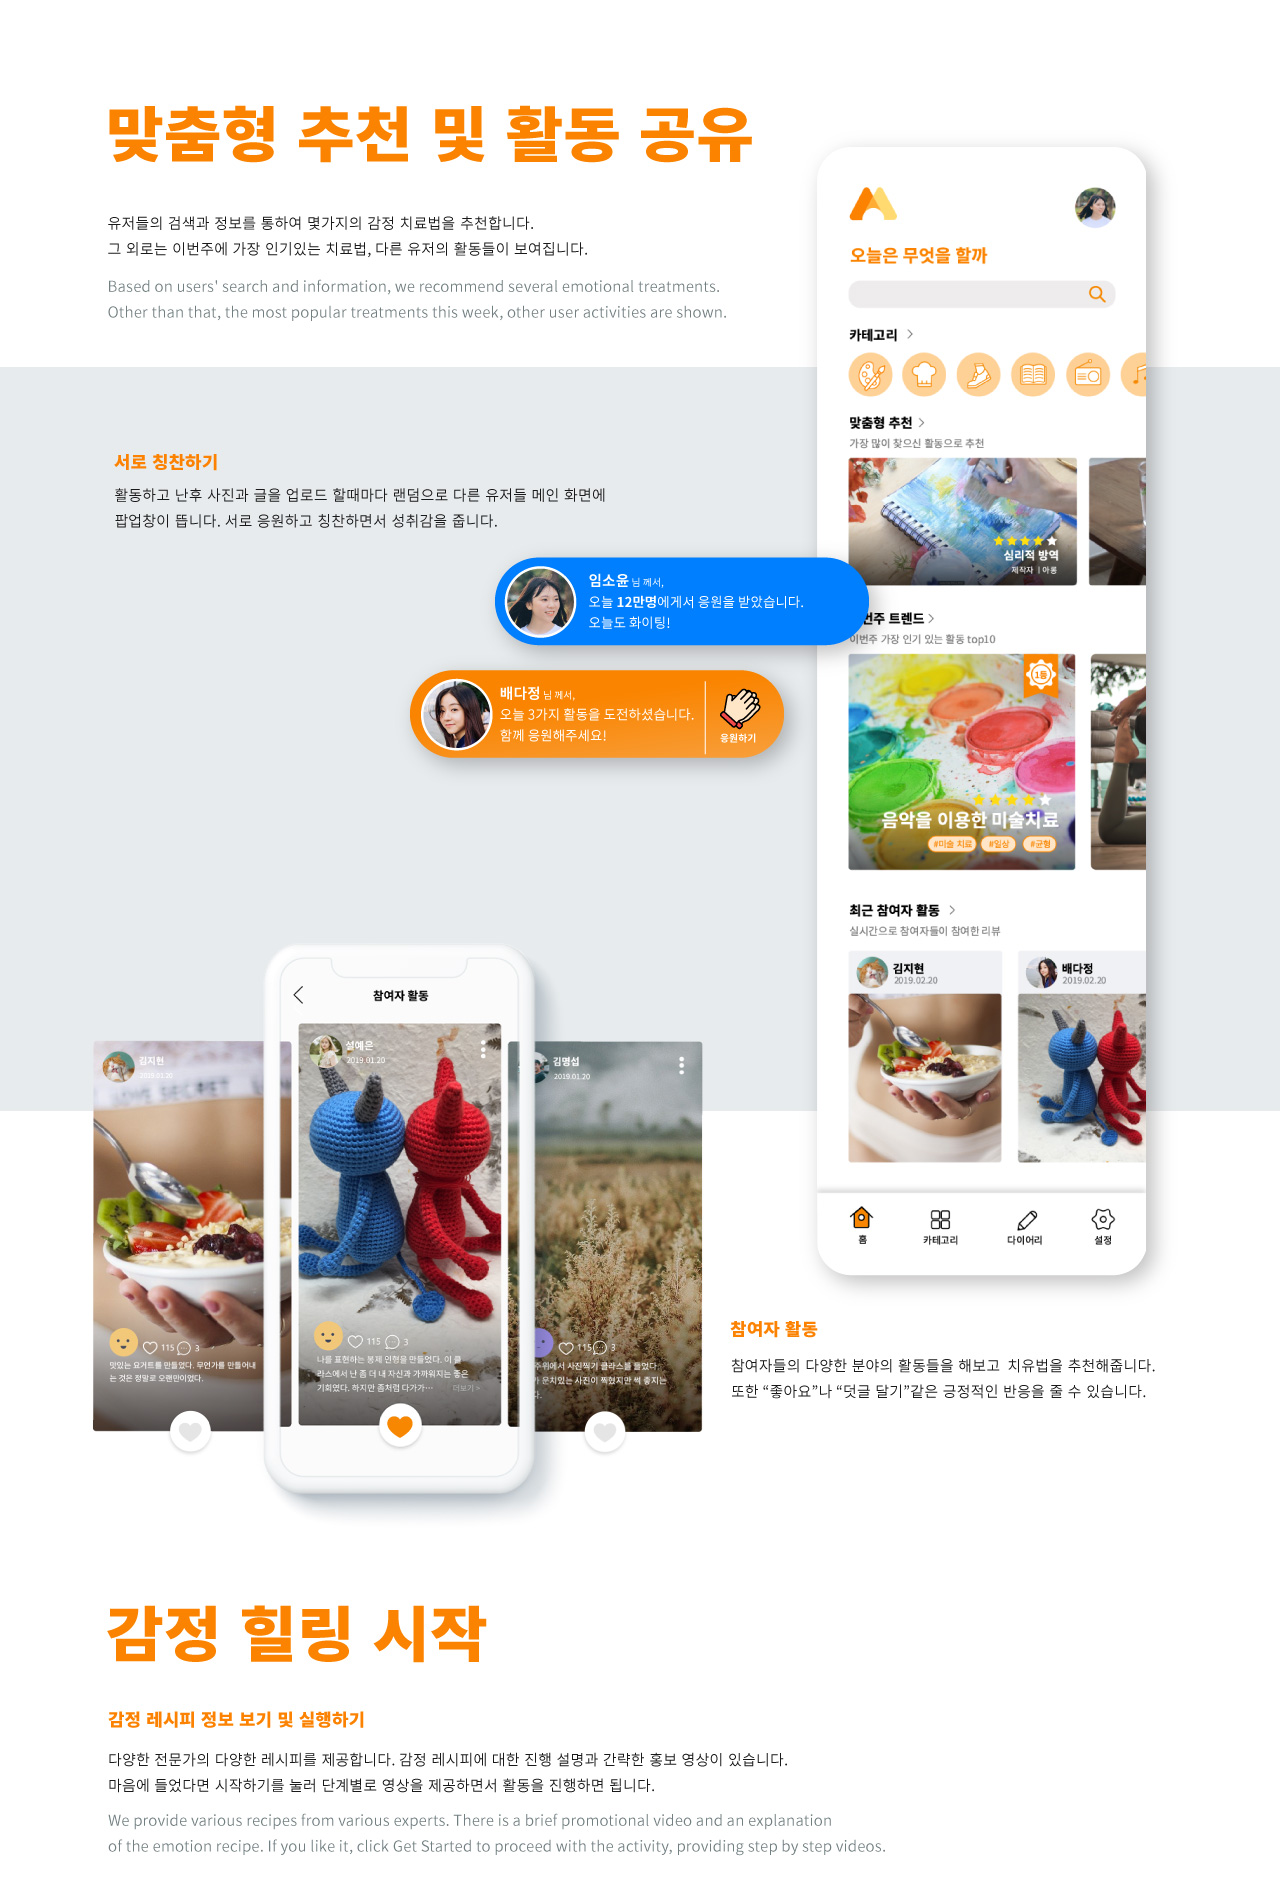 맞춤형 추천 및 활동 공유
유저들의 검색과 정보를 통하여 몇가지의 감정 치료법을 추천합니다.
그 외로는 이번주에 가장 인기있는 치료법, 다른 유저의 활동들이 보여집니다.
Based on users' search and information, we recommend several emotional treatments.
Other than that, the most popular treatments this week, other user activities are shown.
오늘은 무엇을 할까
카테고리 >
맞춤형 추천 >
가장 많이 찾으신 활동으로 추천
심리적 방역
제작자 | 아롱
서로 칭찬하기
활동하고 난후 사진과 글을 업로드 할때마다 랜덤으로 다른 유저들 메인 화면에
팝업창이 뜹니다. 서로 응원하고 칭찬하면서 성취감을 줍니다.
임소윤 님 께서,
오늘 12만명에게서 응원을 받았습니다.
오늘도 화이팅!
번주 트렌드 >
이번주 가장 인기 있는 활동 top10
1등
배다정 님 께서,
오늘 3가지 활동을 도전하셨습니다.
함께 응원해주세요!
응원하기
음악을 이용한 미술치료
#미술 치료 #일상 #균형
최근 참여자 활동 >
실시간으로 참여자들이 참여한 리뷰
김지현
2019.02.20
배다정
2019.02.20
홈
카테고리
다이어리
설정
참여자 활동
김지현
2019.01.20
LOVE SECRET
설예은
2019.01.20
김명섭
2019.01.20
115 3
맛있는 요거트를 만들었다. 무언가를 만들어내
는 것은 정말로 오랜만이었다.
115 3
나를 표현하는 봉제 인형을 만들었다. 이 클
라스에서 난 좀 더 내 자신과 가까워지는 좋은
기회였다. 하지만 좀처럼 다가가… 더보기 >
115 3
주위에서 사진찍기 클라스를 들었다
가 운치있는 사진이 찍혔지만 썩 좋지는
다.
참여자 활동
참여자들의 다양한 분야의 활동들을 해보고 치유법을 추천해줍니다.
또한 “좋아요”나 “덧글 달기”같은 긍정적인 반응을 줄 수 있습니다.
감정 힐링 시작
감정 레시피 정보 보기 및 실행하기
다양한 전문가의 다양한 레시피를 제공합니다. 감정 레시피에 대한 진행 설명과 간략한 홍보 영상이 있습니다.
마음에 들었다면 시작하기를 눌러 단계별로 영상을 제공하면서 활동을 진행하면 됩니다.
We provide various recipes from various experts. There is a brief promotional video and an explanation
of the emotion recipe. If you like it, click Get Started to proceed with the activity, providing step by step videos.